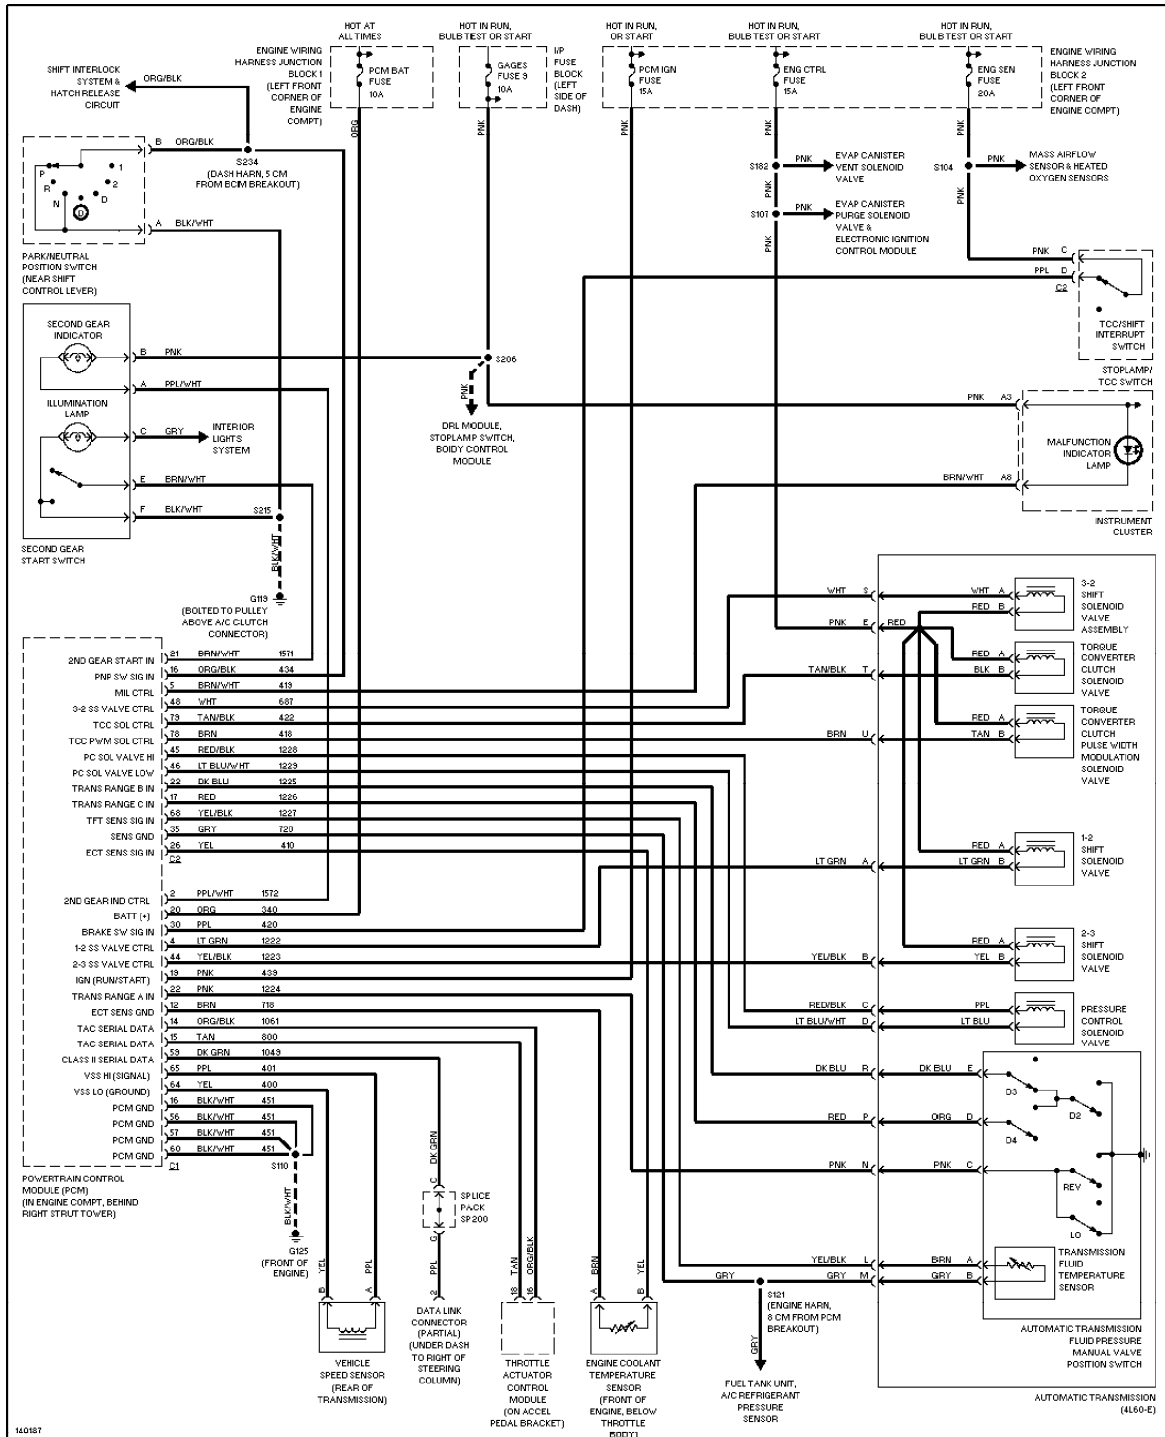 HOT AT
ALL TIMES
HOT IN RUN,
BULB TEST OR START
HOT IN RUN,
OR START
HOT IN RUN,
BULB TEST OR START
HOT IN RUN,
BULB TEST OR START
ENGINE WIRING
HARNESS JUNCTION
BLOCK 1
(LEFT FRONT
CORNER OF
ENGINE
COMPT)
PCM BAT
FUSE
10A
GAGES
FUSE 9
10A
I/P
FUSE
BLOCK
(LEFT
SIDE OF
DASH)
PCM IGN
FUSE
15A
ENG CTRL
FUSE
15A
ENG SEN
FUSE
20A
ENGINE WIRING
HARNESS JUNCTION
BLOCK 2
(LEFT FRONT
CORNER OF
ENGINE COMPT)
SHIFT INTERLOCK
SYSTEM &
HATCH RELEASE
CIRCUIT
ORG/BLK
ORG
PNK
PNK
PNK
PNK
B ORG/BLK
S234
(DASH HARN, 5 CM
FROM BCIM BREAKOUT)
P
R
N
D
D
2
1
A BLK/WHT
PARK/NEUTRAL
POSITION SWITCH
(NEAR SHIFT
CONTROL LEVER)
S182
PNK
EVAP CANISTER
VENT SOLENOID
VALVE
PNK
S107
PNK
EVAP CANISTER
PURGE SOLENOID
VALVE &
ELECTRONIC IGNITION
CONTROL MODULE
PNK
S104
PNK
MASS AIRFLOW
SENSOR & HEATED
OXYGEN SENSORS
PNK
PNK C
PPL D
C2
TCC/SHIFT
INTERRUPT
SWITCH
STOPLAMP/
TCC SWITCH
SECOND GEAR
INDICATOR
B PNK
A PPL/WHT
ILLUMINATION
LAMP
C GRY
INTERIOR
LIGHTS
SYSTEM
E BRN/WHT
F BLK/WHT
S215
SECOND GEAR
START SWITCH
BLK/WHT
G119
(BOLTED TO PULLEY
ABOVE A/C CLUTCH
CONNECTOR)
S206
PNK
DRL MODULE,
STOPLAMP SWITCH,
BOIDY CONTROL
MODULE
PNK A3
BRN/WHT A8
MALFUNCTION
INDICATOR
LAMP
INSTRUMENT
CLUSTER
2ND GEAR START IN 21 BRN/WHT 1571
PNP SW SIG IN 16 ORG/BLK 434
MIL CTRL 5 BRN/WHT 419
3-2 SS VALVE CTRL 48 WHT 687
TCC SOL CTRL 79 TAN/BLK 422
TCC PWM SOL CTRL 78 BRN 418
PC SOL VALVE HI 45 RED/BLK 1228
PC SOL VALVE LOW 46 LT BLU/WHT 1229
TRANS RANGE B IN 22 DK BLU 1225
TRANS RANGE C IN 17 RED 1226
TFT SENS SIG IN 68 YEL/BLK 1227
SENS GND 35 GRY 720
ECT SENS SIG IN 26 YEL 410
C2
2ND GEAR IND CTRL 2 PPL/WHT 1572
BATT (+) 20 ORG 340
BRAKE SW SIG IN 30 PPL 420
1-2 SS VALVE CTRL 4 LT GRN 1222
2-3 SS VALVE CTRL 44 YEL/BLK 1223
IGN (RUN/START) 19 PNK 439
TRANS RANGE A IN 22 PNK 1224
ECT SENS GND 12 BRN 718
TAC SERIAL DATA 14 ORG/BLK 1061
TAC SERIAL DATA 15 TAN 800
CLASS II SERIAL DATA 59 DK GRN 1049
VSS HI (SIGNAL) 65 PPL 401
VSS LO (GROUND) 64 YEL 400
PCM GND 16 BLK/WHT 451
PCM GND 56 BLK/WHT 451
PCM GND 57 BLK/WHT 451
PCM GND 60 BLK/WHT 451
C1
S110
POWERTRAIN CONTROL
MODULE (PCM)
(IN ENGINE COMPT, BEHIND
RIGHT STRUT TOWER)
BLK/WHT
G125
(FRONT OF
ENGINE)
YEL
B
PPL
A
VEHICLE
SPEED SENSOR
(REAR OF
TRANSMISSION)
DK GRN
C
SPLICE
PACK
SP200
G
PPL
2
DATA LINK
CONNECTOR
(PARTIAL)
(UNDER DASH
TO RIGHT OF
STEERING
COLUMN)
TAN
18
ORG/BLK
16
THROTTLE
ACTUATOR
CONTROL
MODULE
(ON ACCEL
PEDAL BRACKET)
BRN
A
YEL
B
ENGINE COOLANT
TEMPERATURE
SENSOR
(FRONT OF
ENGINE, BELOW
THROTTLE
BODY)
GRY
S121
(ENGINE HARN,
8 CM FROM PCM
BREAKOUT)
GRY
FUEL TANK UNIT,
A/C REFRIGERANT
PRESSURE
SENSOR
WHT S WHT A
RED B
3-2
SHIFT
SOLENOID
VALVE
ASSEMBLY
PNK E RED
RED A
TAN/BLK T BLK B
TORQUE
CONVERTER
CLUTCH
SOLENOID
VALVE
RED A
BRN U TAN B
TORQUE
CONVERTER
CLUTCH
PULSE WIDTH
MODULATION
SOLENOID
VALVE
RED A
LT GRN A LT GRN B
1-2
SHIFT
SOLENOID
VALVE
RED A
YEL/BLK B YEL B
2-3
SHIFT
SOLENOID
VALVE
RED/BLK C PPL
LT BLU/WHT D LT BLU
PRESSURE
CONTROL
SOLENOID
VALVE
DK BLU R DK BLU E
D3
D2
RED P ORG D
D4
PNK N PNK C
REV
LO
YEL/BLK L BRN A
GRY M GRY B
TRANSMISSION
FLUID
TEMPERATURE
SENSOR
AUTOMATIC TRANSMISSION
FLUID PRESSURE
MANUAL VALVE
POSITION SWITCH
AUTOMATIC TRANSMISSION
(4L60-E)
140187